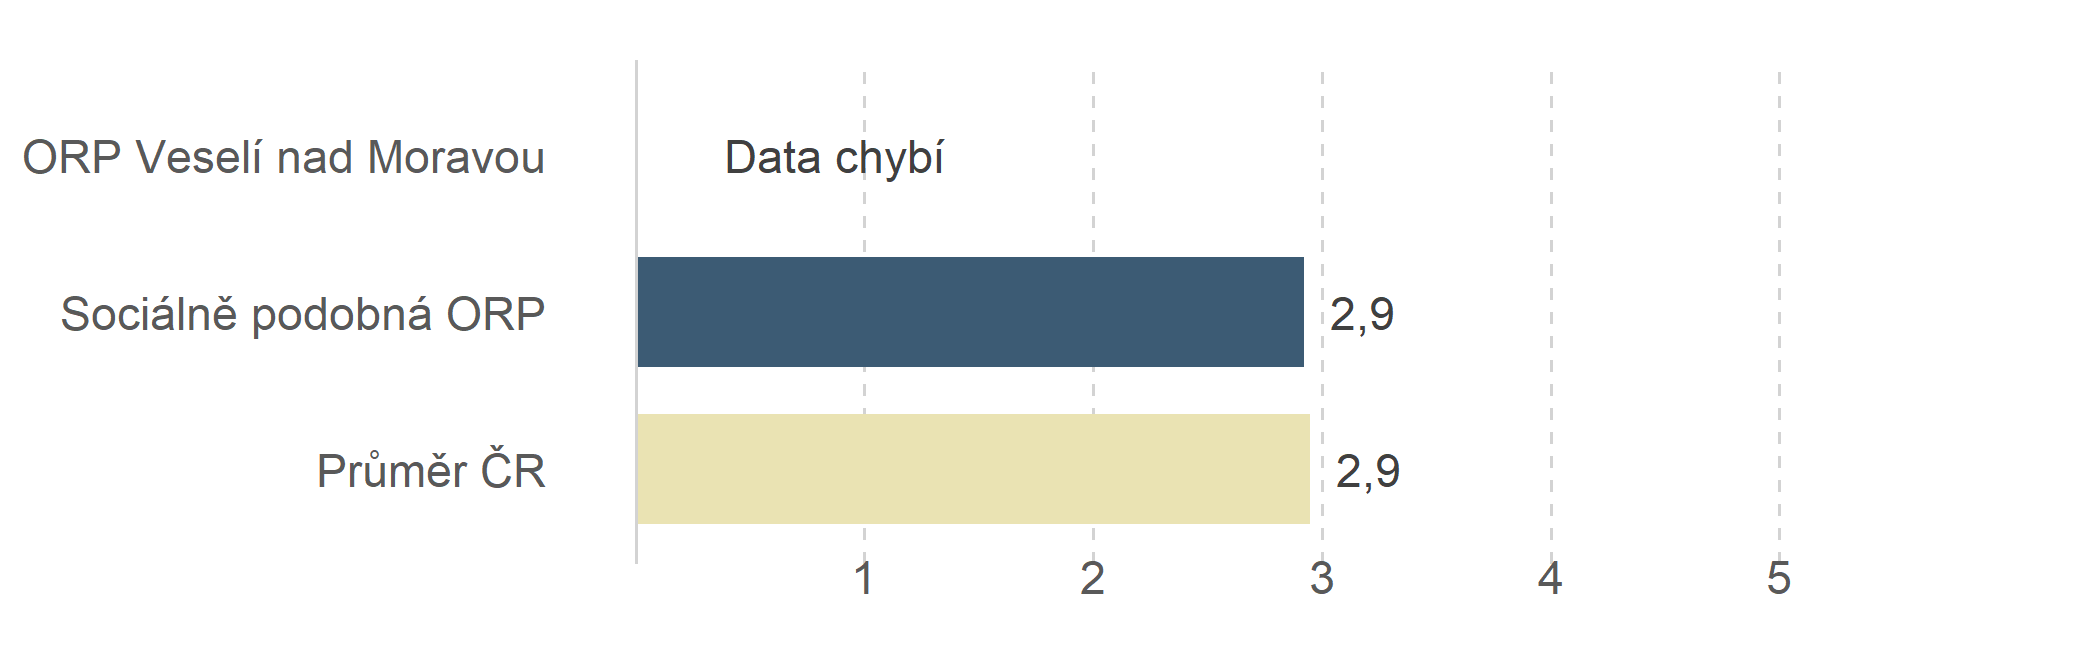 ORP Veselí nad Moravou
Data chybí
Sociálně podobná ORP
2,9
Průměr ČR
2,9
1 2 3 4 5